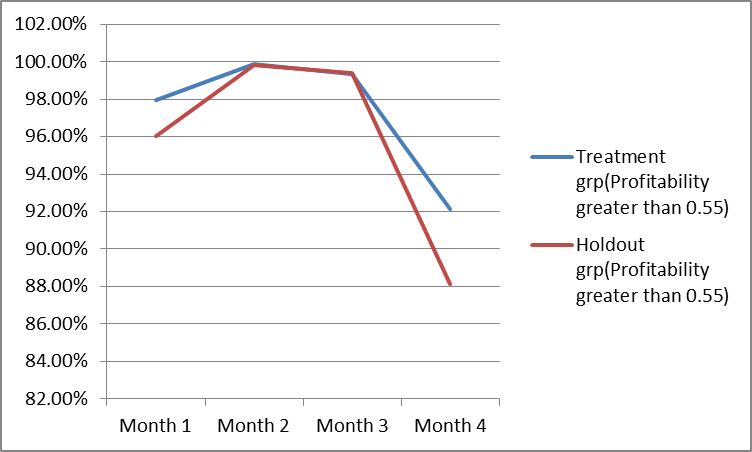 102.00%
100.00%
98.00%
96.00%
94.00%
92.00%
90.00%
88.00%
86.00%
84.00%
82.00%
Month 1 Month 2 Month 3 Month 4
Treatment
grp(Profitability
greater than 0.55)
Holdout
grp(Profitability
greater than 0.55)